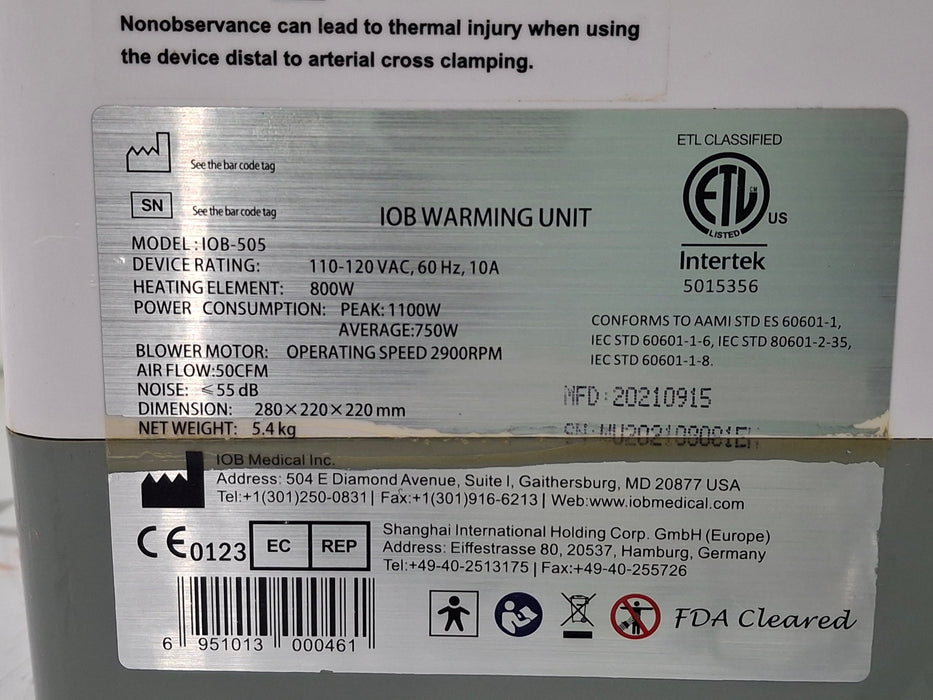 Nonobservance can lead to thermal injury when using
the device distal to arterial cross clamping.
ETL CLASSIFIED
See the bar code tag
SN
See the bar code tag
IOB WARMING UNIT
ETL CM
LISTED
US
Intertek
5015356
MODEL : IOB-505
DEVICE RATING: 110-120 VAC, 60 Hz, 10A
HEATING ELEMENT: 800W
POWER CONSUMPTION: PEAK: 1100W
AVERAGE:750W
BLOWER MOTOR: OPERATING SPEED 2900RPM
AIR FLOW:50CFM
NOISE: ≤55 dB
DIMENSION: 280×220×220 mm
NET WEIGHT: 5.4 kg
CONFORMS TO AAMI STD ES 60601-1,
IEC STD 60601-1-6, IEC STD 80601-2-35,
IEC STD 60601-1-8.
MFD:20210915
SN:
IOB Medical Inc.
Address: 504 E Diamond Avenue, Suite I, Gaithersburg, MD 20877 USA
Tel:+1(301)250-0831| Fax:+1(301)916-6213 | Web:www.iobmedical.com
CE0123
EC REP
Shanghai International Holding Corp. GmbH (Europe)
Address: Eiffestrasse 80, 20537, Hamburg, Germany
Tel:+49-40-2513175 | Fax:+49-40-255726
6 951013 000461
FDA Cleared